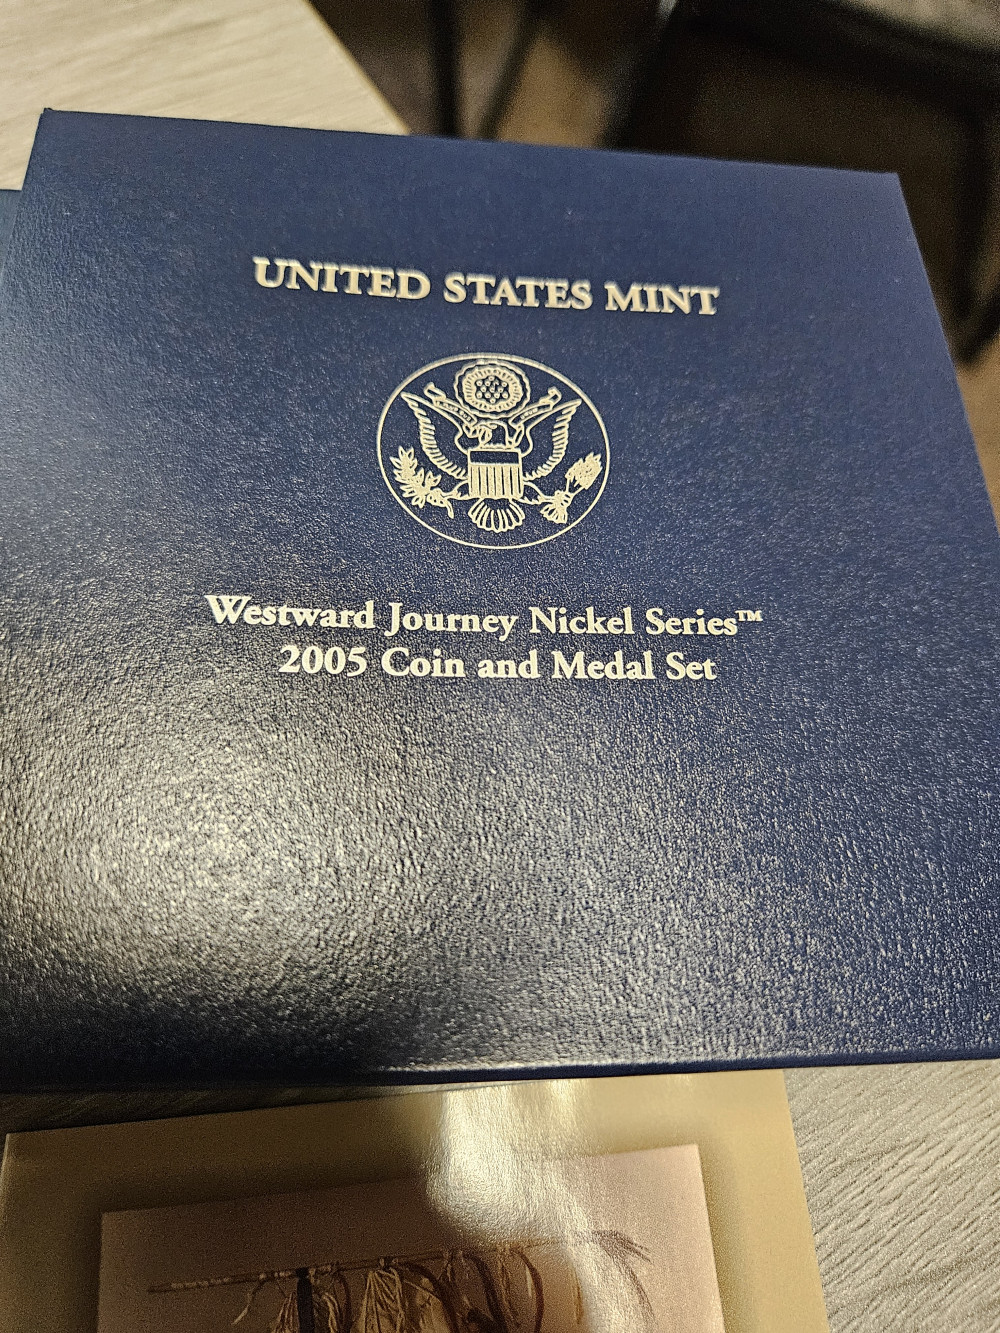 UNITED STATES MINT
Westward Journey Nickel Series™
2005 Coin and Medal Set